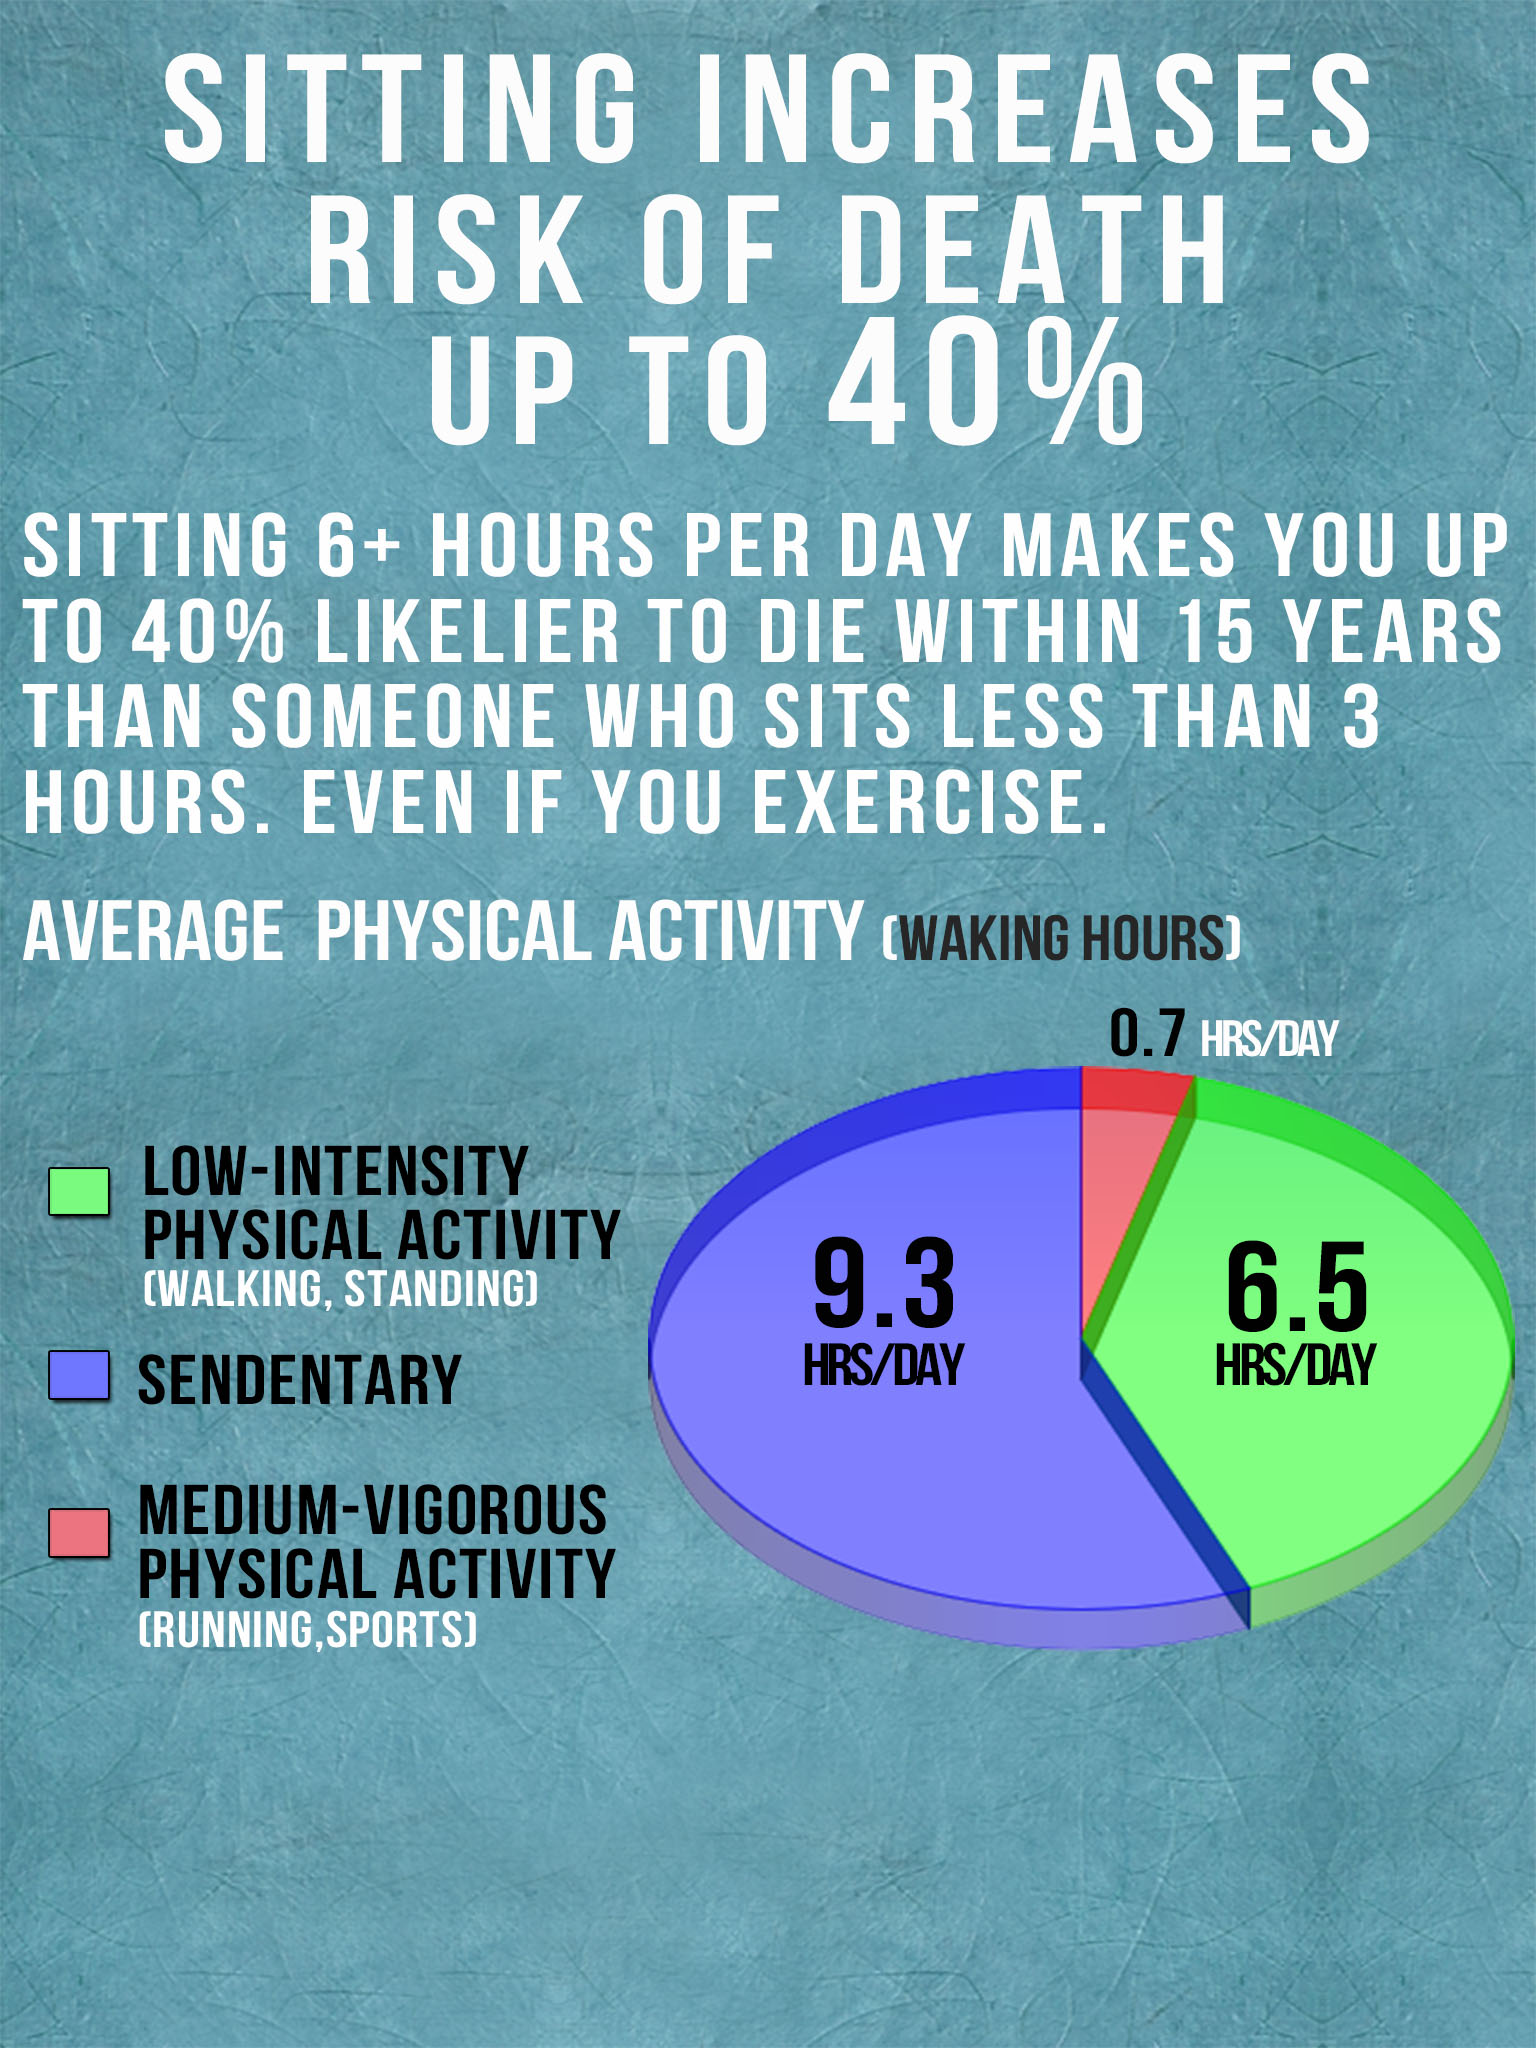 SITTING INCREASES
RISK OF DEATH
UP TO 40%
SITTING 6+ HOURS PER DAY MAKES YOU UP
TO 40% LIKELIER TO DIE WITHIN 15 YEARS
THAN SOMEONE WHO SITS LESS THAN 3
HOURS. EVEN IF YOU EXERCISE.
AVERAGE PHYSICAL ACTIVITY (WAKING HOURS)
0.7 HRS/DAY
LOW-INTENSITY
PHYSICAL ACTIVITY
(WALKING, STANDING)
SENDENTARY
MEDIUM-VIGOROUS
PHYSICAL ACTIVITY
(RUNNING,SPORTS)
9.3
HRS/DAY
6.5
HRS/DAY